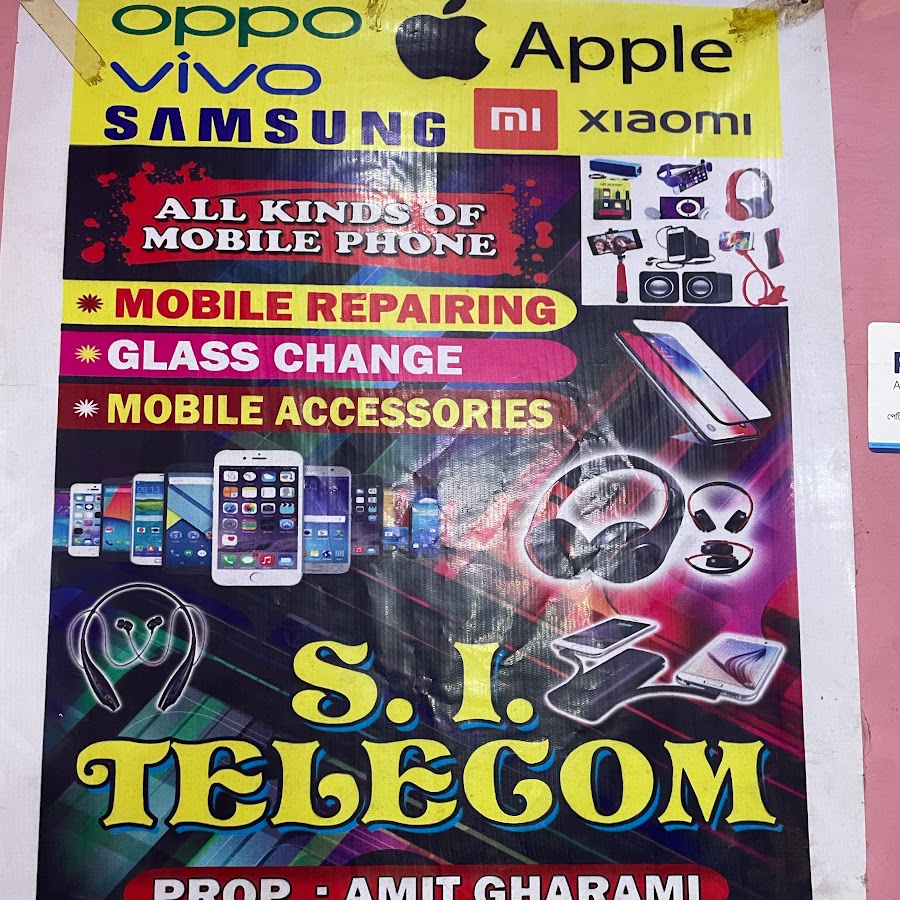 oppo
Apple
vivo
SAMSUNG
mi
xiaomi
ALL KINDS OF
MOBILE PHONE
MOBILE REPAIRING
GLASS CHANGE
MOBILE ACCESSORIES
S. I.
TELECOM
PROP. : AMIT GHARAMI